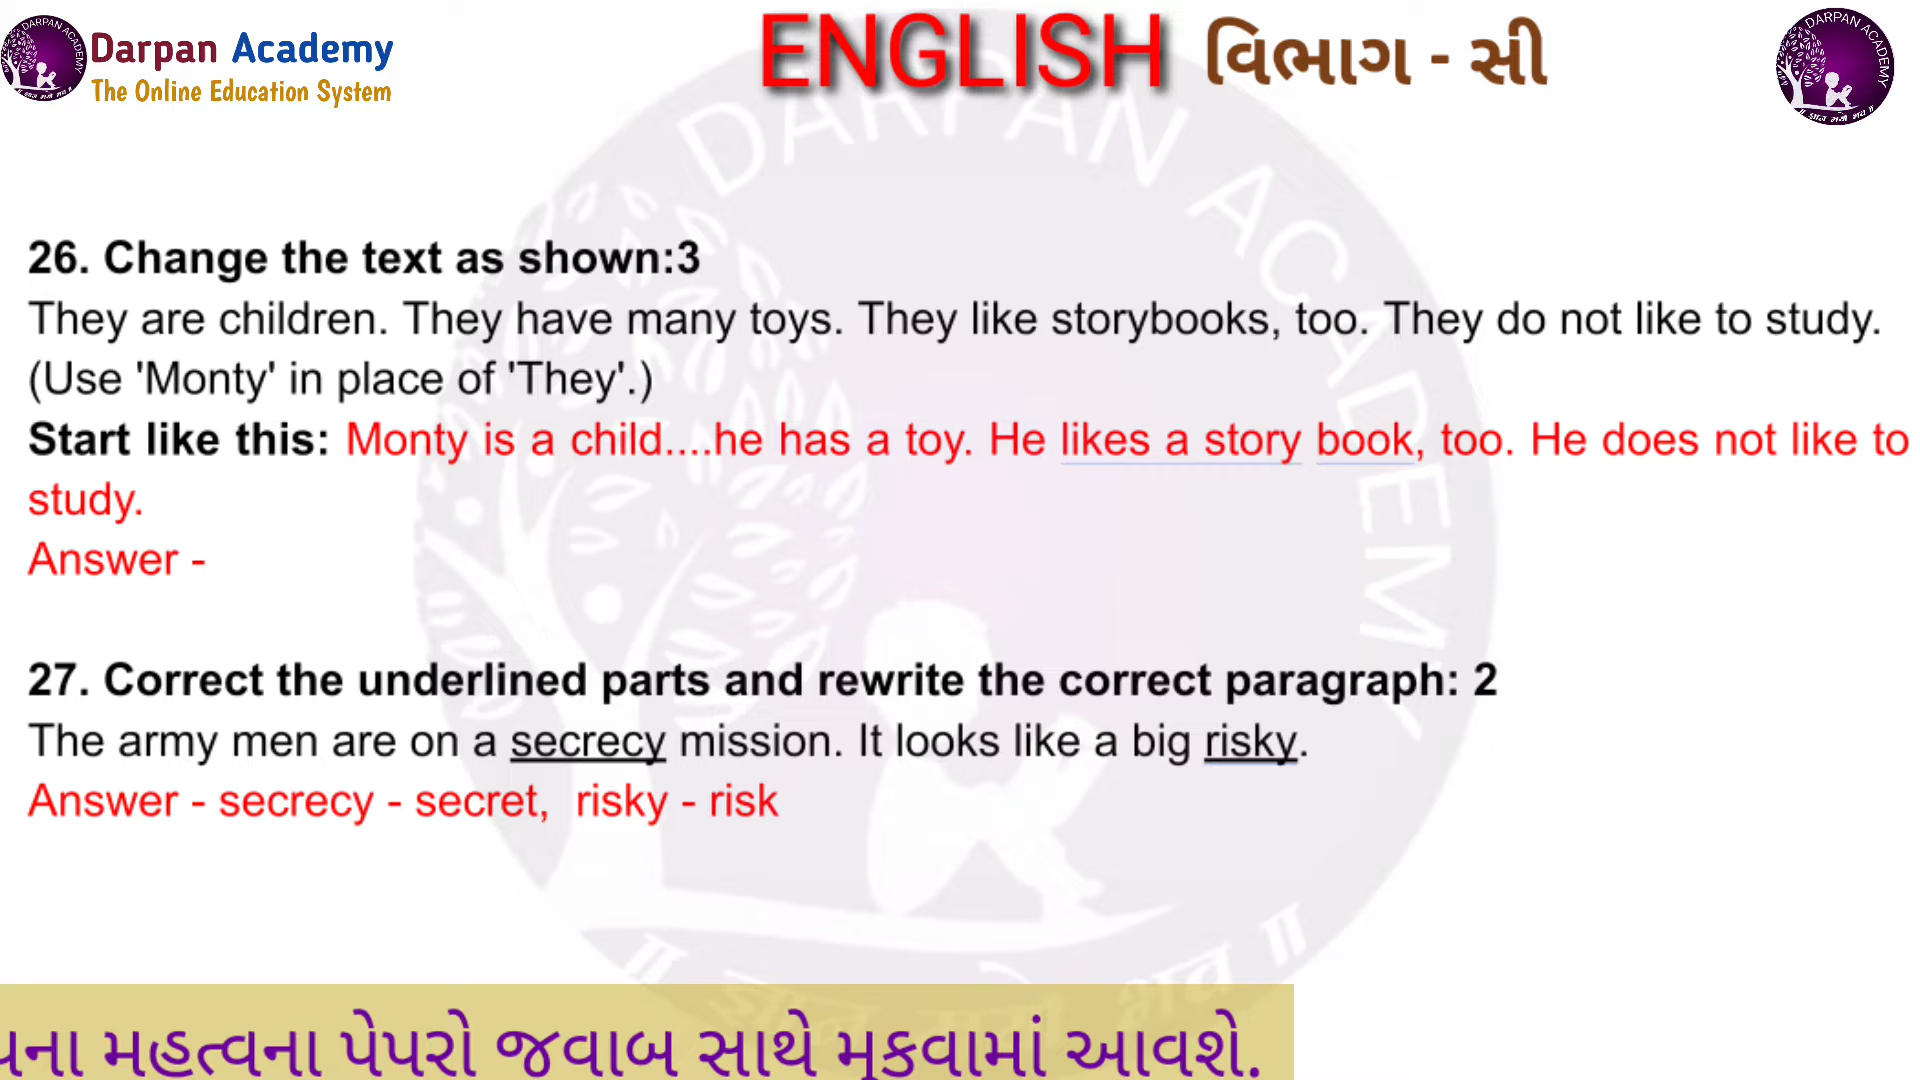 Darpan Academy
The Online Education System
ENGLISH વિભાગ - સી
DARPAN ACADEMY
26. Change the text as shown:3
They are children. They have many toys. They like storybooks, too. They do not like to study.
(Use 'Monty' in place of 'They'.)
Start like this: Monty is a child....he has a toy. He likes a story book, too. He does not like to
study.
Answer -
27. Correct the underlined parts and rewrite the correct paragraph: 2
The army men are on a secrecy mission. It looks like a big risky.
Answer - secrecy - secret, risky - risk
મહત્વના પેપરો જવાબ સાથે મૂકવામાં આવશે.